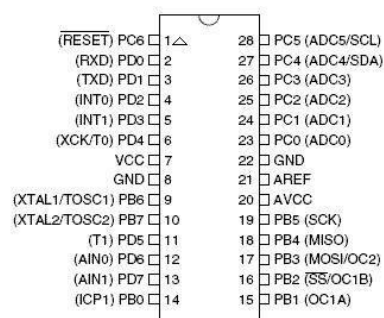 (RESET) PC6 1 28 PC5 (ADC5/SCL)
(RXD) PD0 2 27 PC4 (ADC4/SDA)
(TXD) PD1 3 26 PC3 (ADC3)
(INT0) PD2 4 25 PC2 (ADC2)
(INT1) PD3 5 24 PC1 (ADC1)
(XCK/T0) PD4 6 23 PC0 (ADC0)
VCC 7 22 GND
GND 8 21 AREF
(XTAL1/TOSC1) PB6 9 20 AVCC
(XTAL2/TOSC2) PB7 10 19 PB5 (SCK)
(T1) PD5 11 18 PB4 (MISO)
(AIN0) PD6 12 17 PB3 (MOSI/OC2)
(AIN1) PD7 13 16 PB2 (SS/OC1B)
(ICP1) PB0 14 15 PB1 (OC1A)